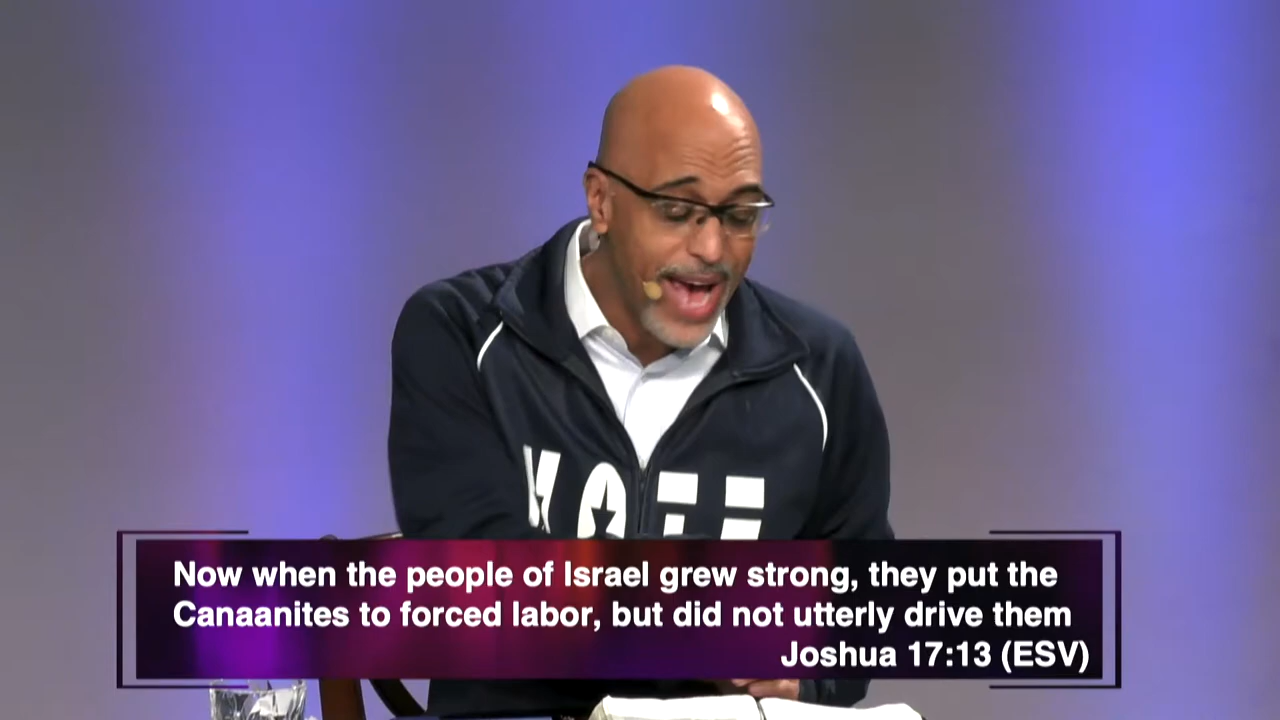 VOTE
Now when the people of Israel grew strong, they put the
Canaanites to forced labor, but did not utterly drive them
Joshua 17:13 (ESV)